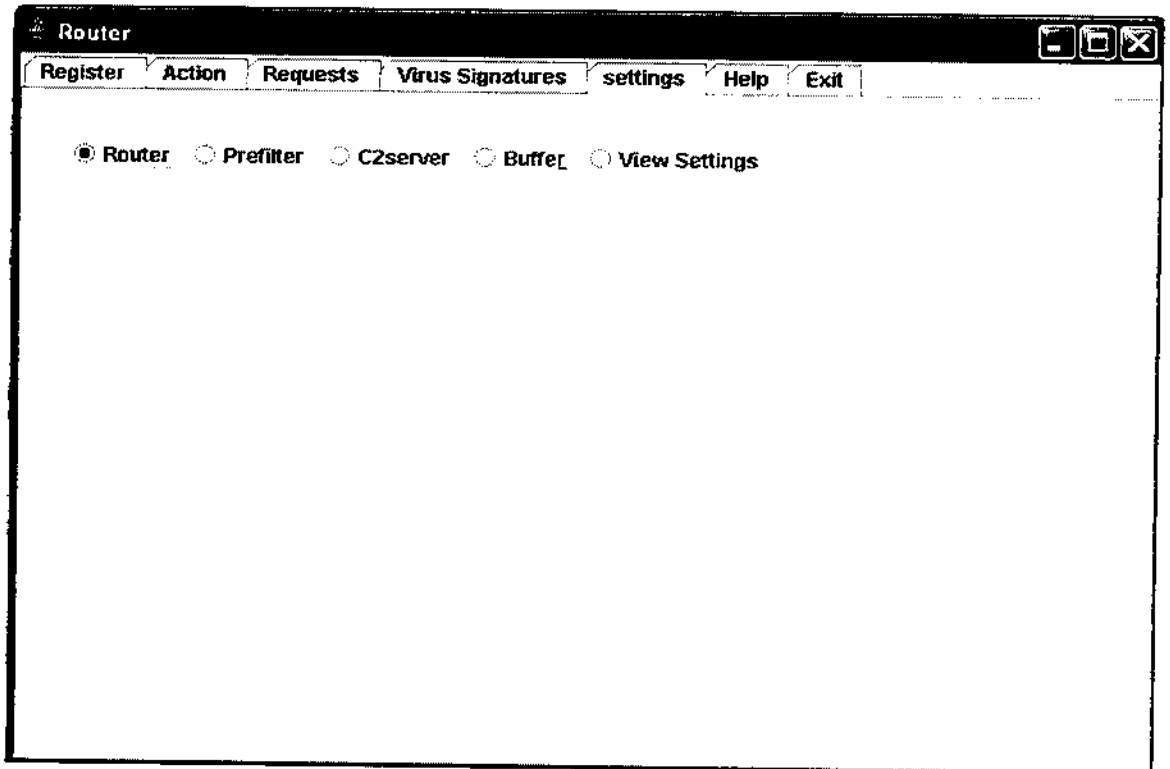 Router
Register Action Requests Virus Signatures settings Help Exit
Router Prefilter C2server Buffer View Settings